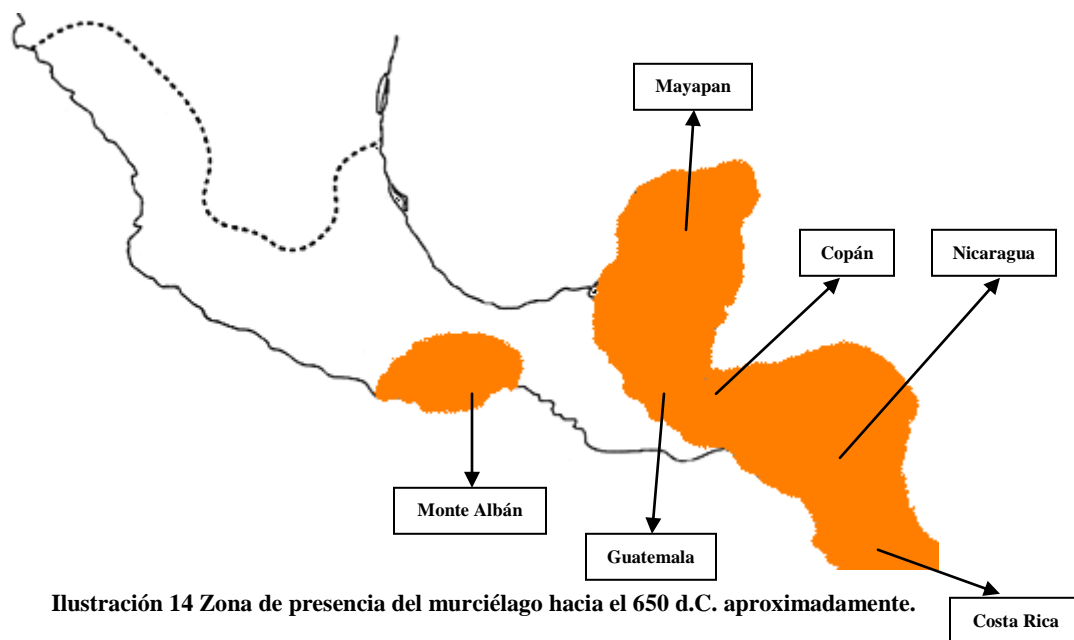 Mayapan
Copán
Nicaragua
Monte Albán
Guatemala
Ilustración 14 Zona de presencia del murciélago hacia el 650 d.C. aproximadamente.
Costa Rica